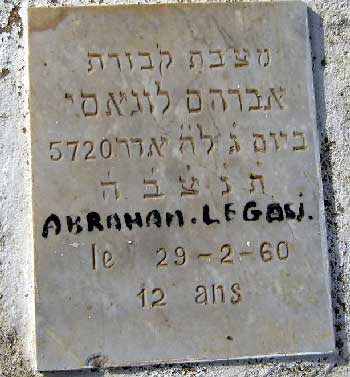 מצבת קבורת
אברהם לוגאסי
ביום ג לה אדר 5720
ת נ צ ב ה
ABRAHAM. LEGASI.
le 29-2-60
12 ans